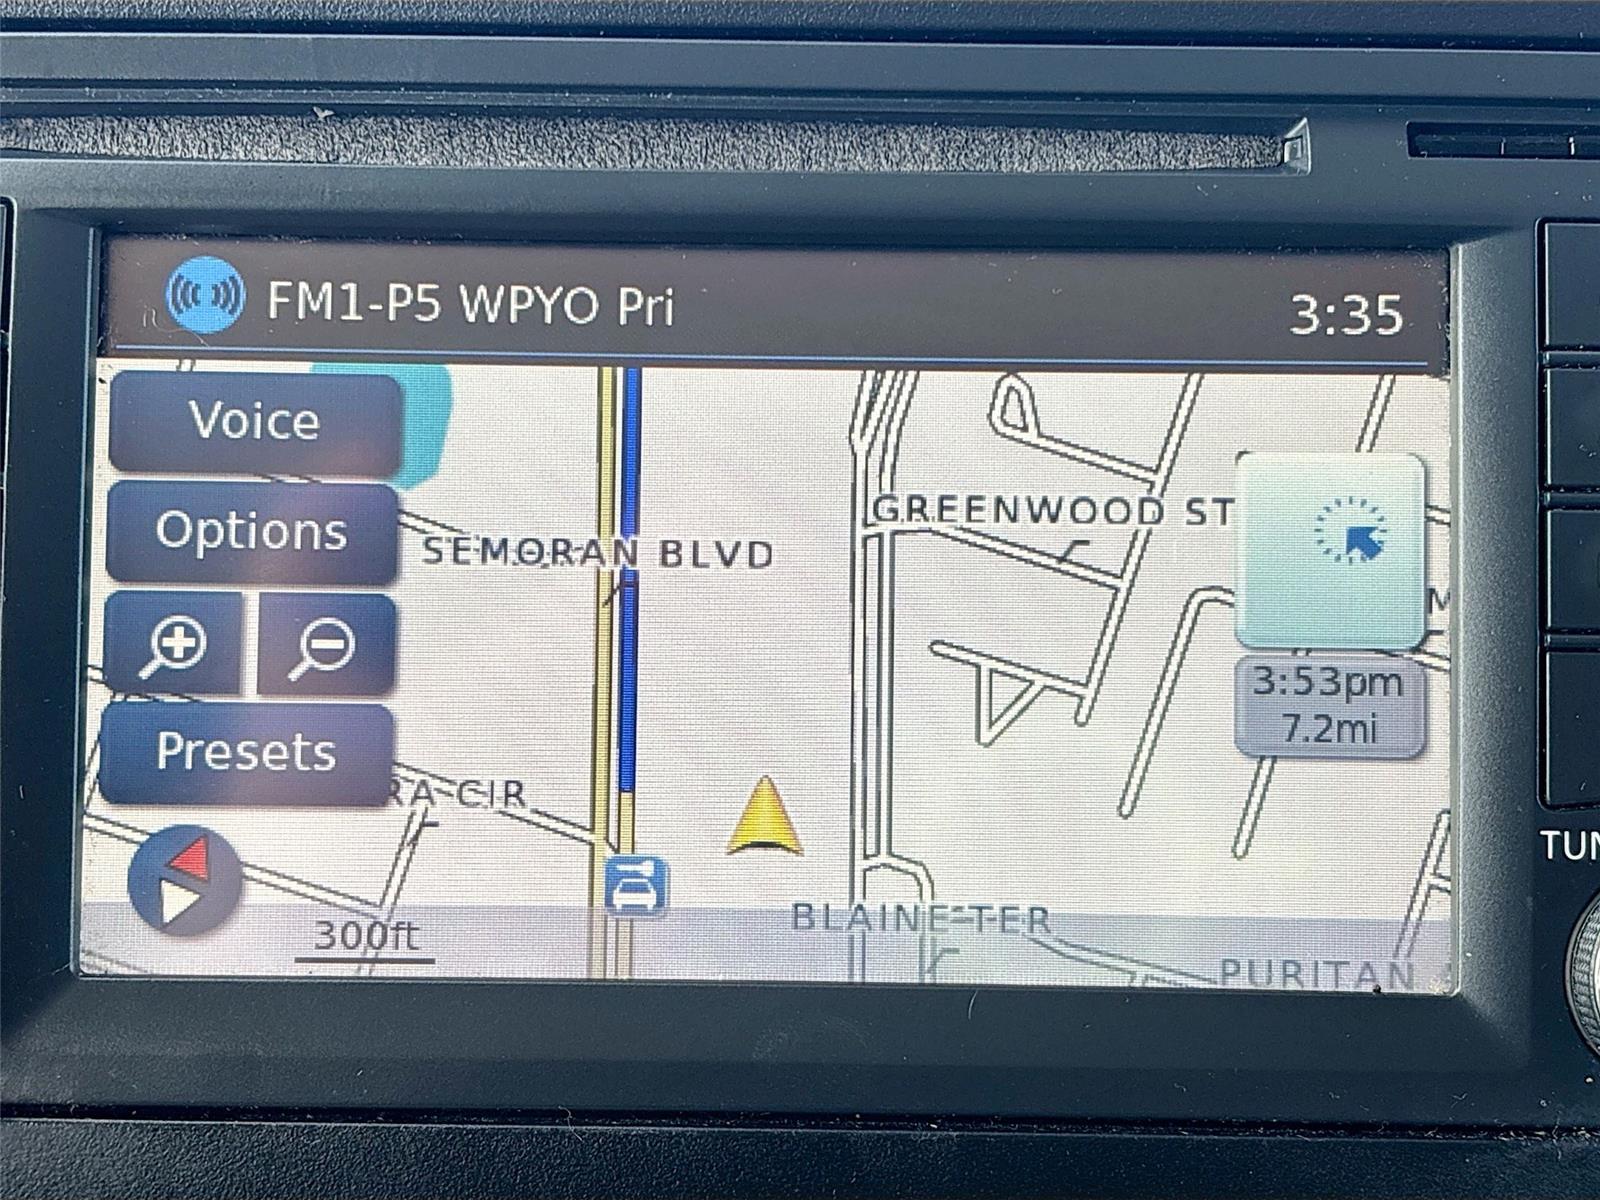 FM1-P5 WPYO Pri
3:35
Voice
Options
Presets
SEMORAN BLVD
GREENWOOD ST
M
3:53pm
7.2mi
RA CIR
300ft
BLAINE TER
PURITAN
TUN